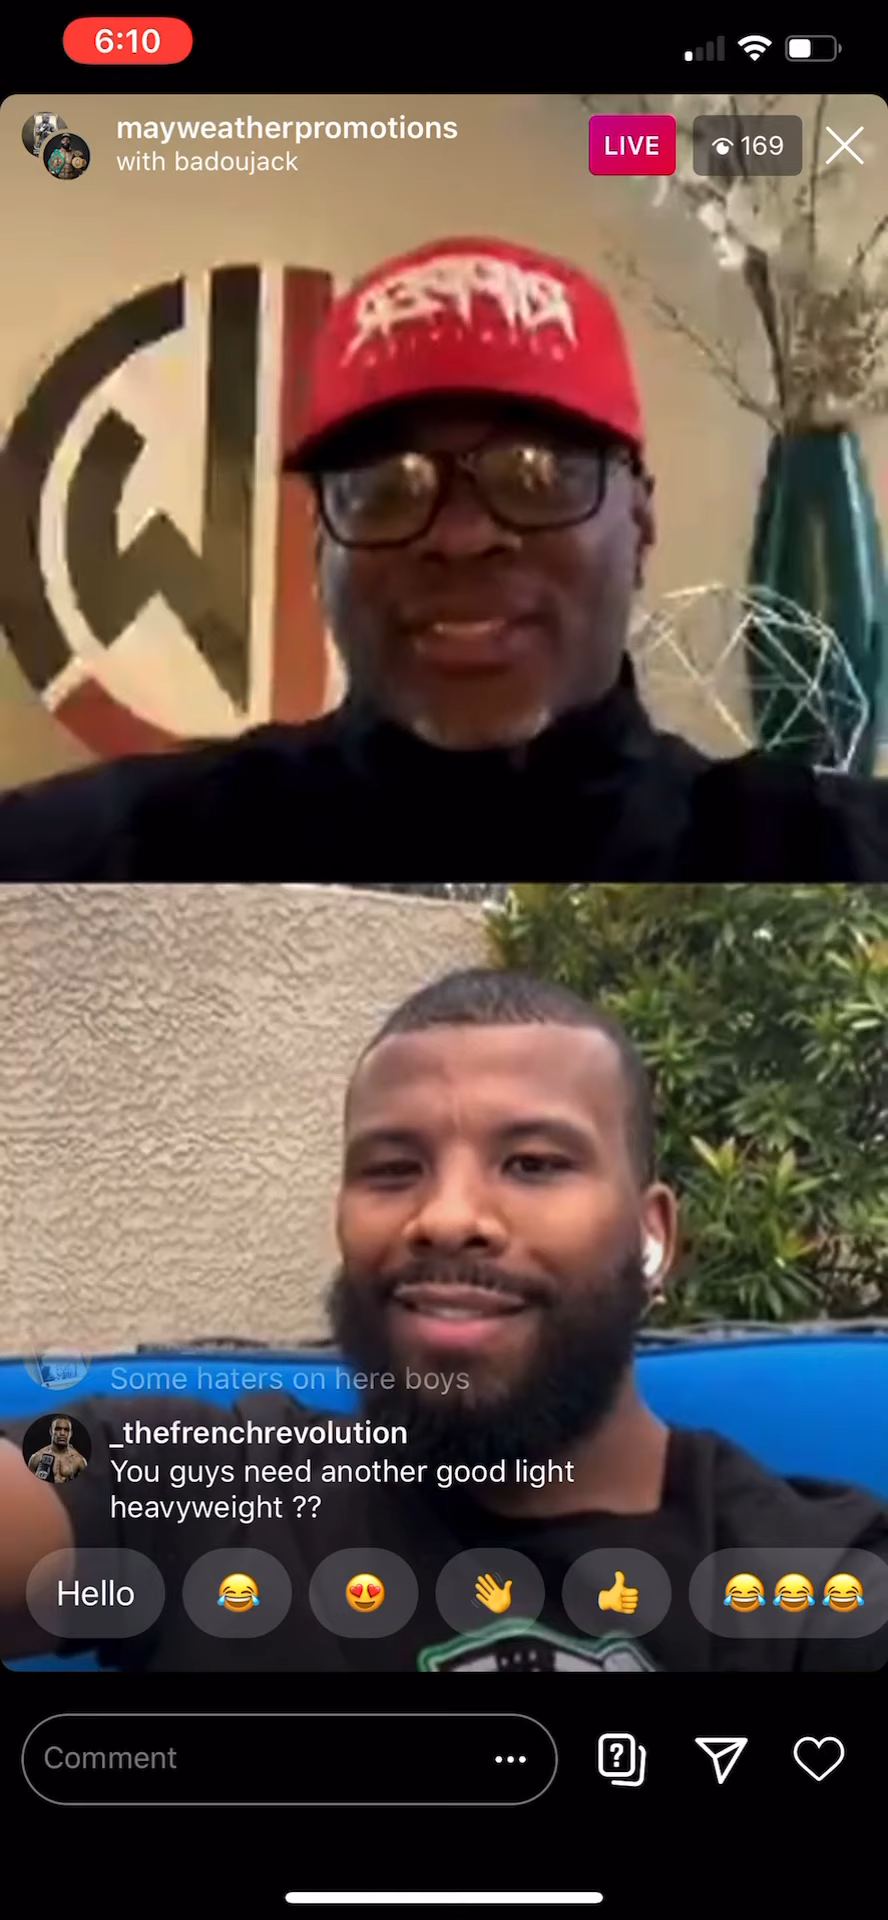 6:10
mayweatherpromotions
with badoujack
LIVE
169
W
Some haters on here boys
_thefrenchrevolution
You guys need another good light
heavyweight ??
Hello
Comment